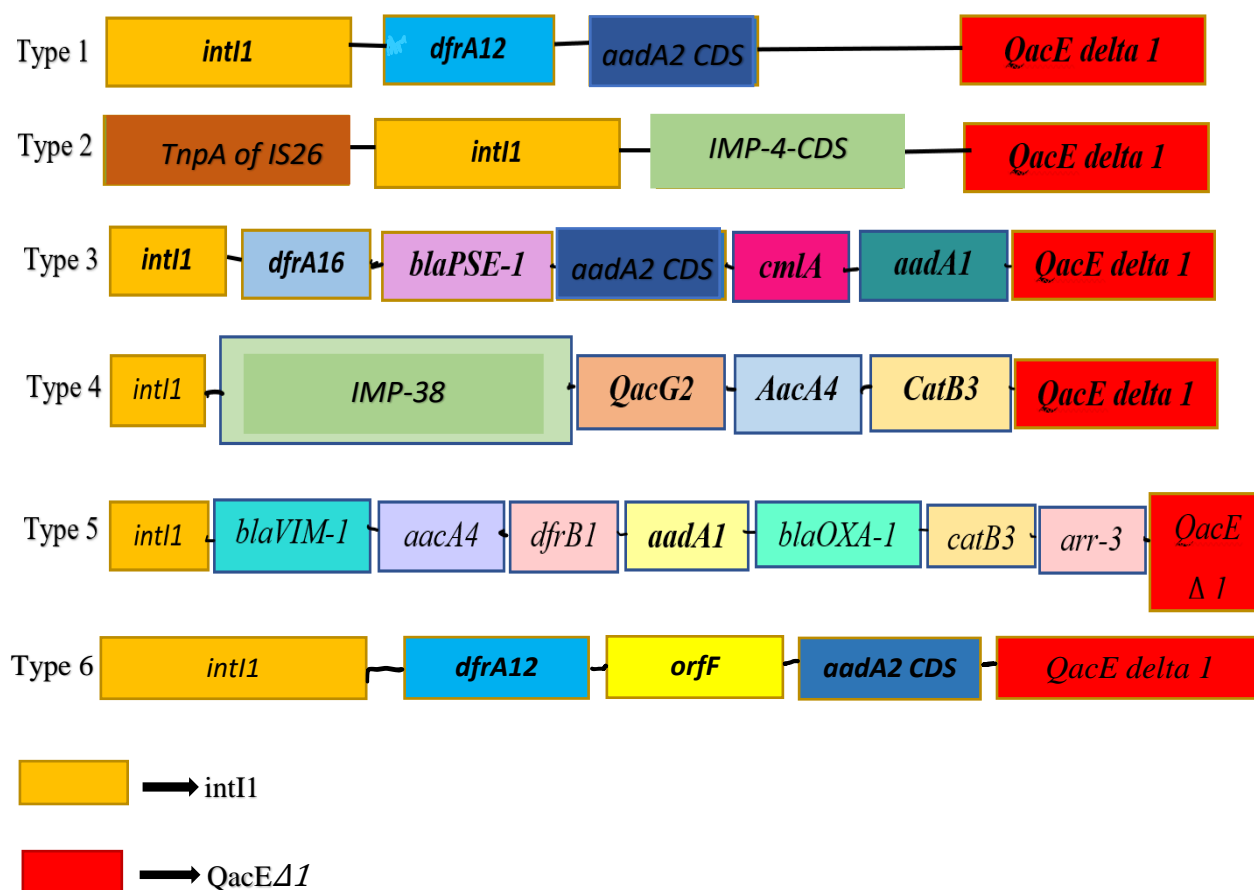 Type 1 intI1 dfrA12 aadA2 CDS QacE delta 1
Type 2 TnpA of IS26 intI1 IMP-4-CDS QacE delta 1
Type 3 intI1 dfrA16 blaPSE-1 aadA2 CDS cmlA aadA1 QacE delta 1
Type 4 intI1 IMP-38 QacG2 AacA4 CatB3 QacE delta 1
Type 5 intI1 blaVIM-1 aacA4 dfrB1 aadA1 blaOXA-1 catB3 arr-3 QacE
Δ 1
Type 6 intI1 dfrA12 orfF aadA2 CDS QacE delta 1
intI1
QacEΔ1